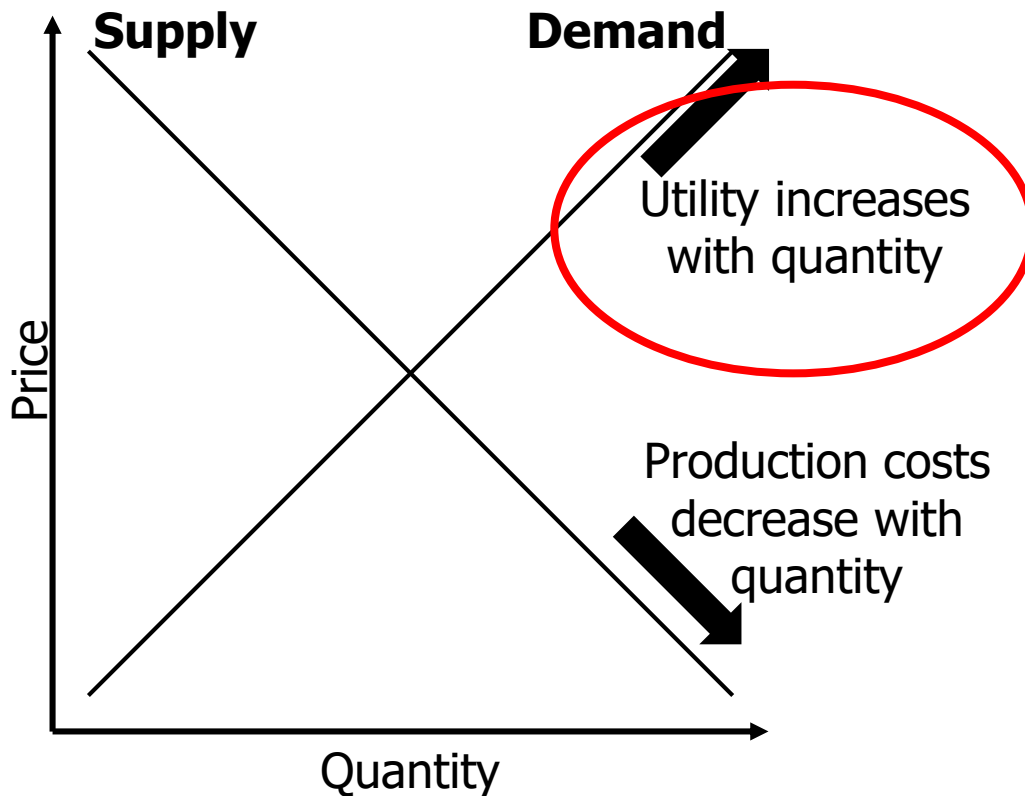 Supply
Demand
Utility increases
with quantity
Price
Production costs
decrease with
quantity
Quantity